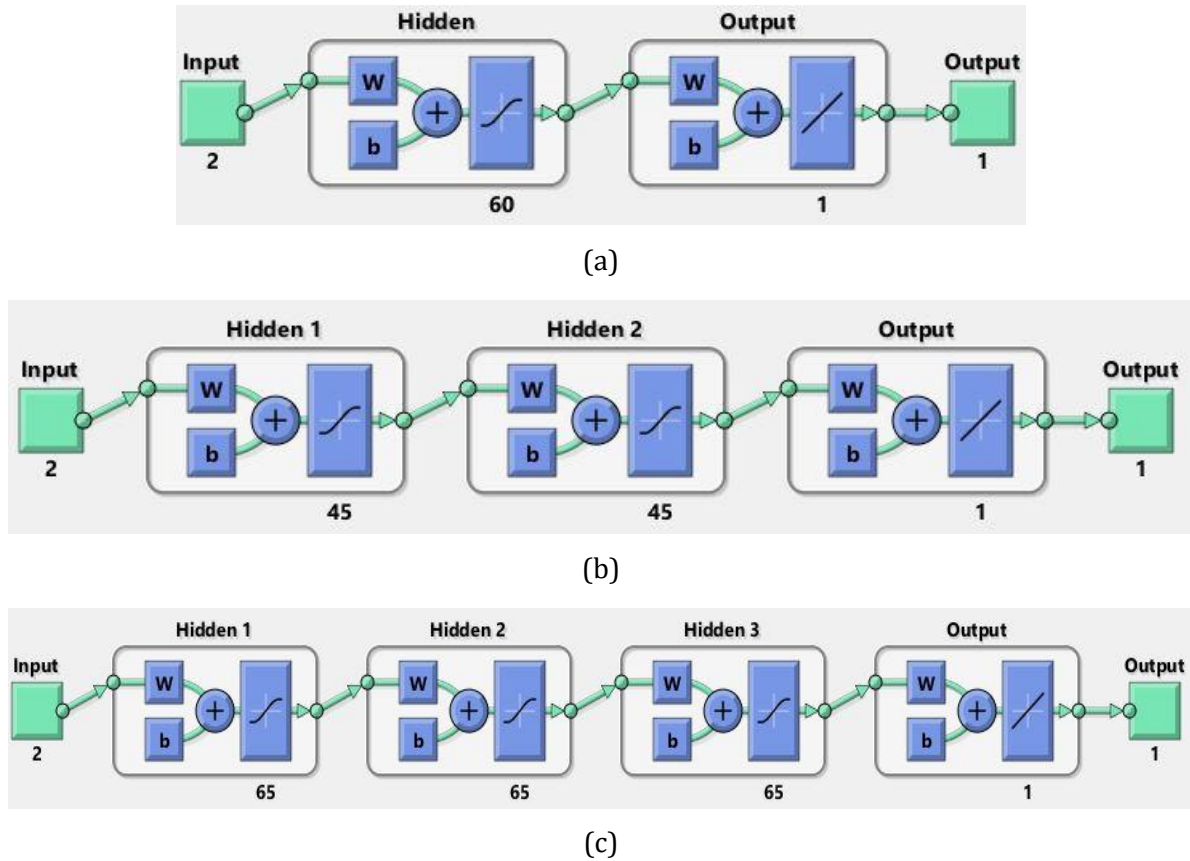 Hidden Output
Input Output
W + W +
b b
2 1
60 1
(a)
Hidden 1 Hidden 2 Output
Input Output
W W W
+ + +
b b b
2 1
45 45 1
(b)
Hidden 1 Hidden 2 Hidden 3 Output
Input Output
W W W W
+ + + +
b b b b
2 1
65 65 65 1
(c)